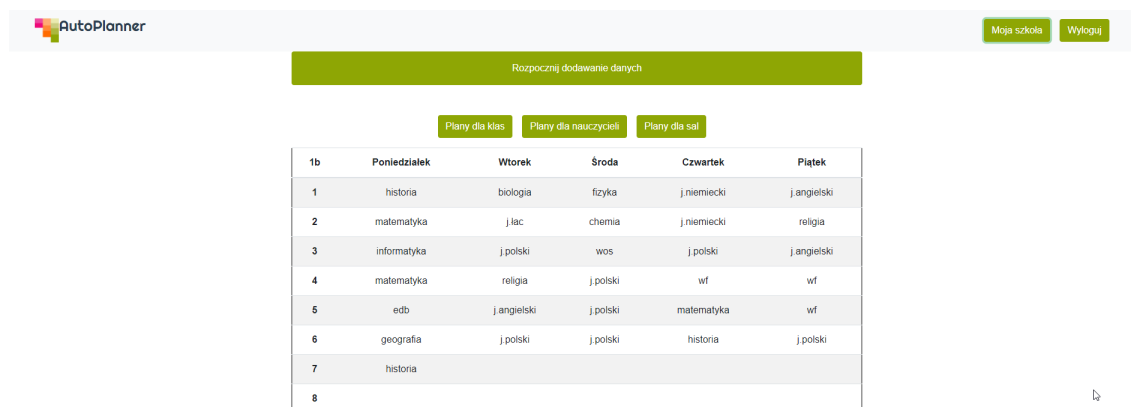 AutoPlanner Moja szkoła Wyloguj
Rozpocznij dodawanie danych
Plany dla klas Plany dla nauczycieli Plany dla sal
1b Poniedziałek Wtorek Środa Czwartek Piątek
1 historia biologia fizyka j.niemiecki j.angielski
2 matematyka j.łac chemia j.niemiecki religia
3 informatyka j.polski wos j.polski j.angielski
4 matematyka religia j.polski wf wf
5 edb j.angielski j.polski matematyka wf
6 geografia j.polski j.polski historia j.polski
7 historia
8